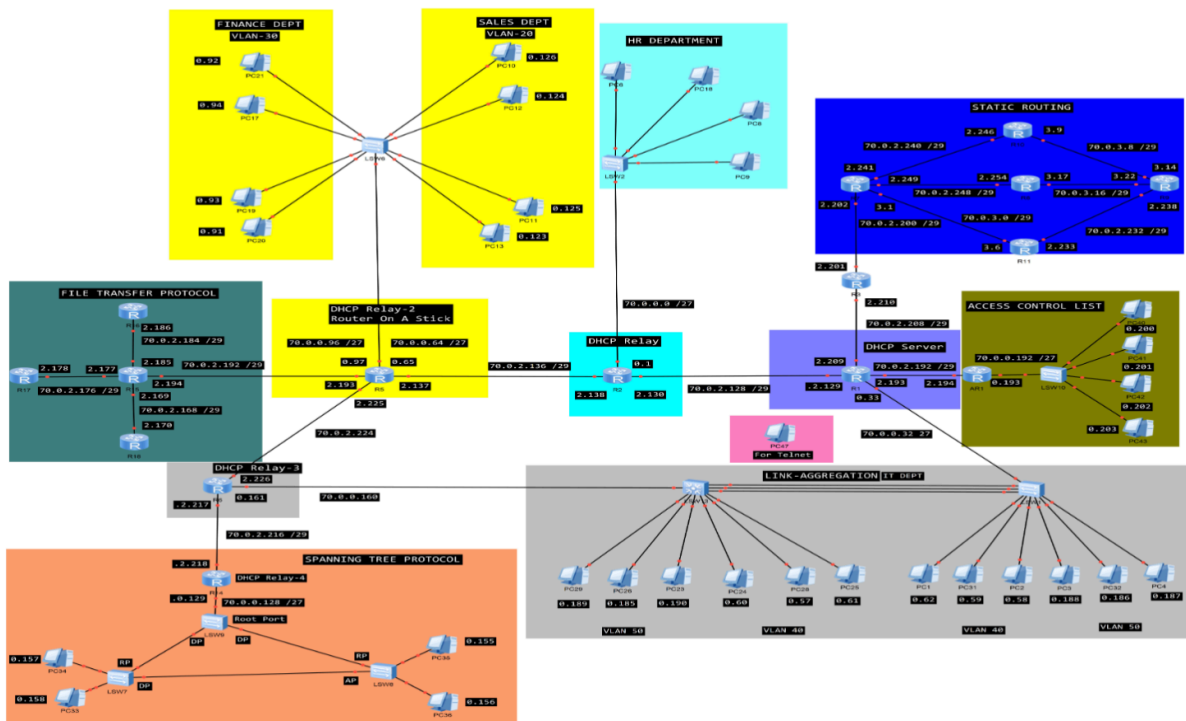 FINANCE DEPT
VLAN-30
0.92
PC21
0.94
PC17
0.93
PC19
0.91
PC20
SALES DEPT
VLAN-20
0.126
PC10
0.124
PC12
LSW6
0.125
PC11
0.123
PC13
HR DEPARTMENT
PC6
PC18
PC8
PC9
LSW2
70.0.0.0 /27
STATIC ROUTING
2.246
3.9
70.0.2.240 /29
70.0.3.8 /29
2.241
2.249
2.254
3.17
3.22
3.14
70.0.2.248 /29
70.0.3.16 /29
2.202
3.1
2.238
70.0.2.200 /29
70.0.3.0 /29
70.0.2.232 /29
3.6
2.233
R11
2.201
2.210
70.0.2.208 /29
FILE TRANSFER PROTOCOL
2.186
70.0.2.184 /29
2.178
2.177
2.185
70.0.2.192 /29
R17
70.0.2.176 /29
2.194
2.169
70.0.2.168 /29
2.170
DHCP Relay-2
Router On A Stick
70.0.0.96 /27
70.0.0.64 /27
0.97
0.65
2.193
R5
2.137
2.225
70.0.2.136 /29
DHCP Relay
0.1
R2
2.138
2.130
70.0.2.128 /29
DHCP Server
2.209
70.0.2.192 /29
.2.129
R1
2.193
2.194
0.33
70.0.0.32 27
ACCESS CONTROL LIST
0.200
70.0.0.192 /27
PC41
0.201
0.193
AR1
LSW10
PC42
0.202
0.203
PC43
PC47
For Telnet
70.0.2.224
DHCP Relay-3
2.226
0.161
.2.217
70.0.0.160
70.0.2.216 /29
LINK-AGGREGATION
IT DEPT
PC26
PC23
PC24
PC25
0.189
0.185
0.190
0.60
0.57
0.61
VLAN 50
VLAN 40
PC1
PC31
PC2
PC3
PC32
PC4
0.62
0.59
0.58
0.188
0.186
0.187
VLAN 40
VLAN 50
SPANNING TREE PROTOCOL
.2.218
DHCP Relay-4
.0.129
70.0.0.128 /27
Root Port
LSW9
DP
DP
0.155
PC35
0.157
PC34
RP
RP
LSW7
DP
AP
0.158
PC33
0.156
PC36